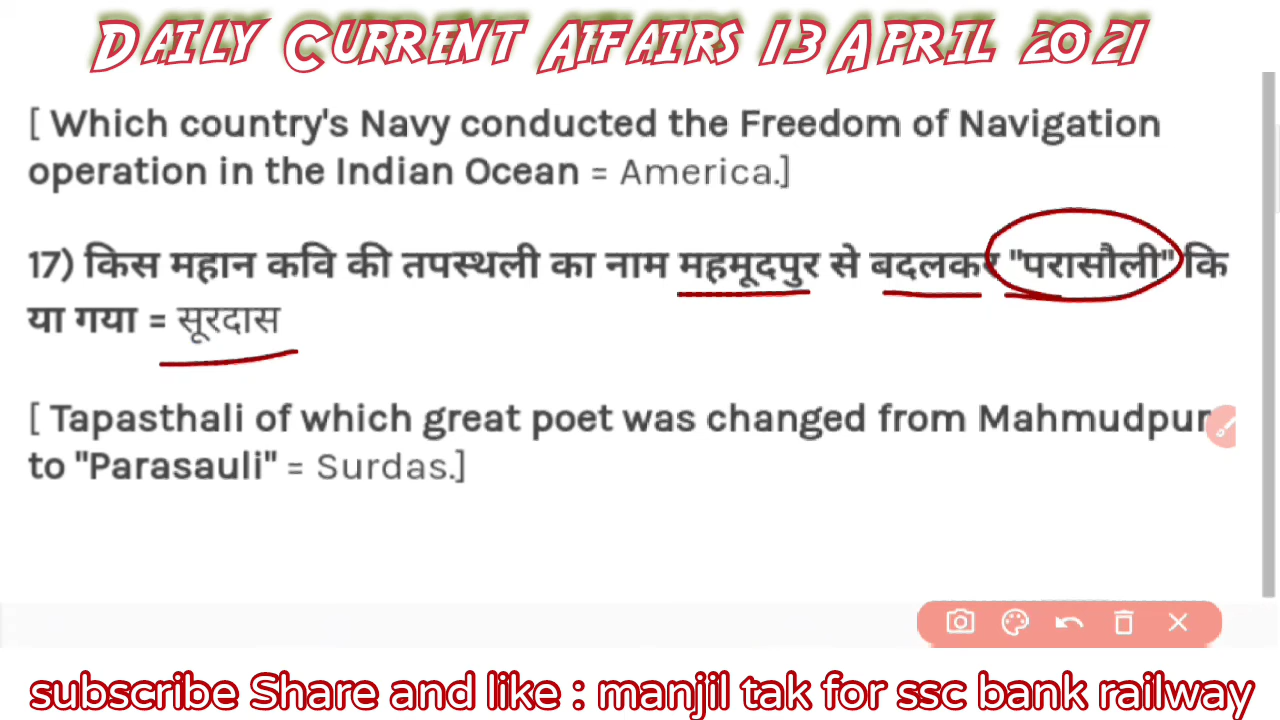 DAILY CURRENT AFFAIRS 13 APRIL 2021
[ Which country's Navy conducted the Freedom of Navigation
operation in the Indian Ocean = America.]
17) किस महान कवि की तपस्थली का नाम महमूदपुर से बदलकर "परासौली" कि
या गया = सूरदास
[ Tapasthali of which great poet was changed from Mahmudpur
to "Parasauli" = Surdas.]
subscribe Share and like : manjil tak for ssc bank railway